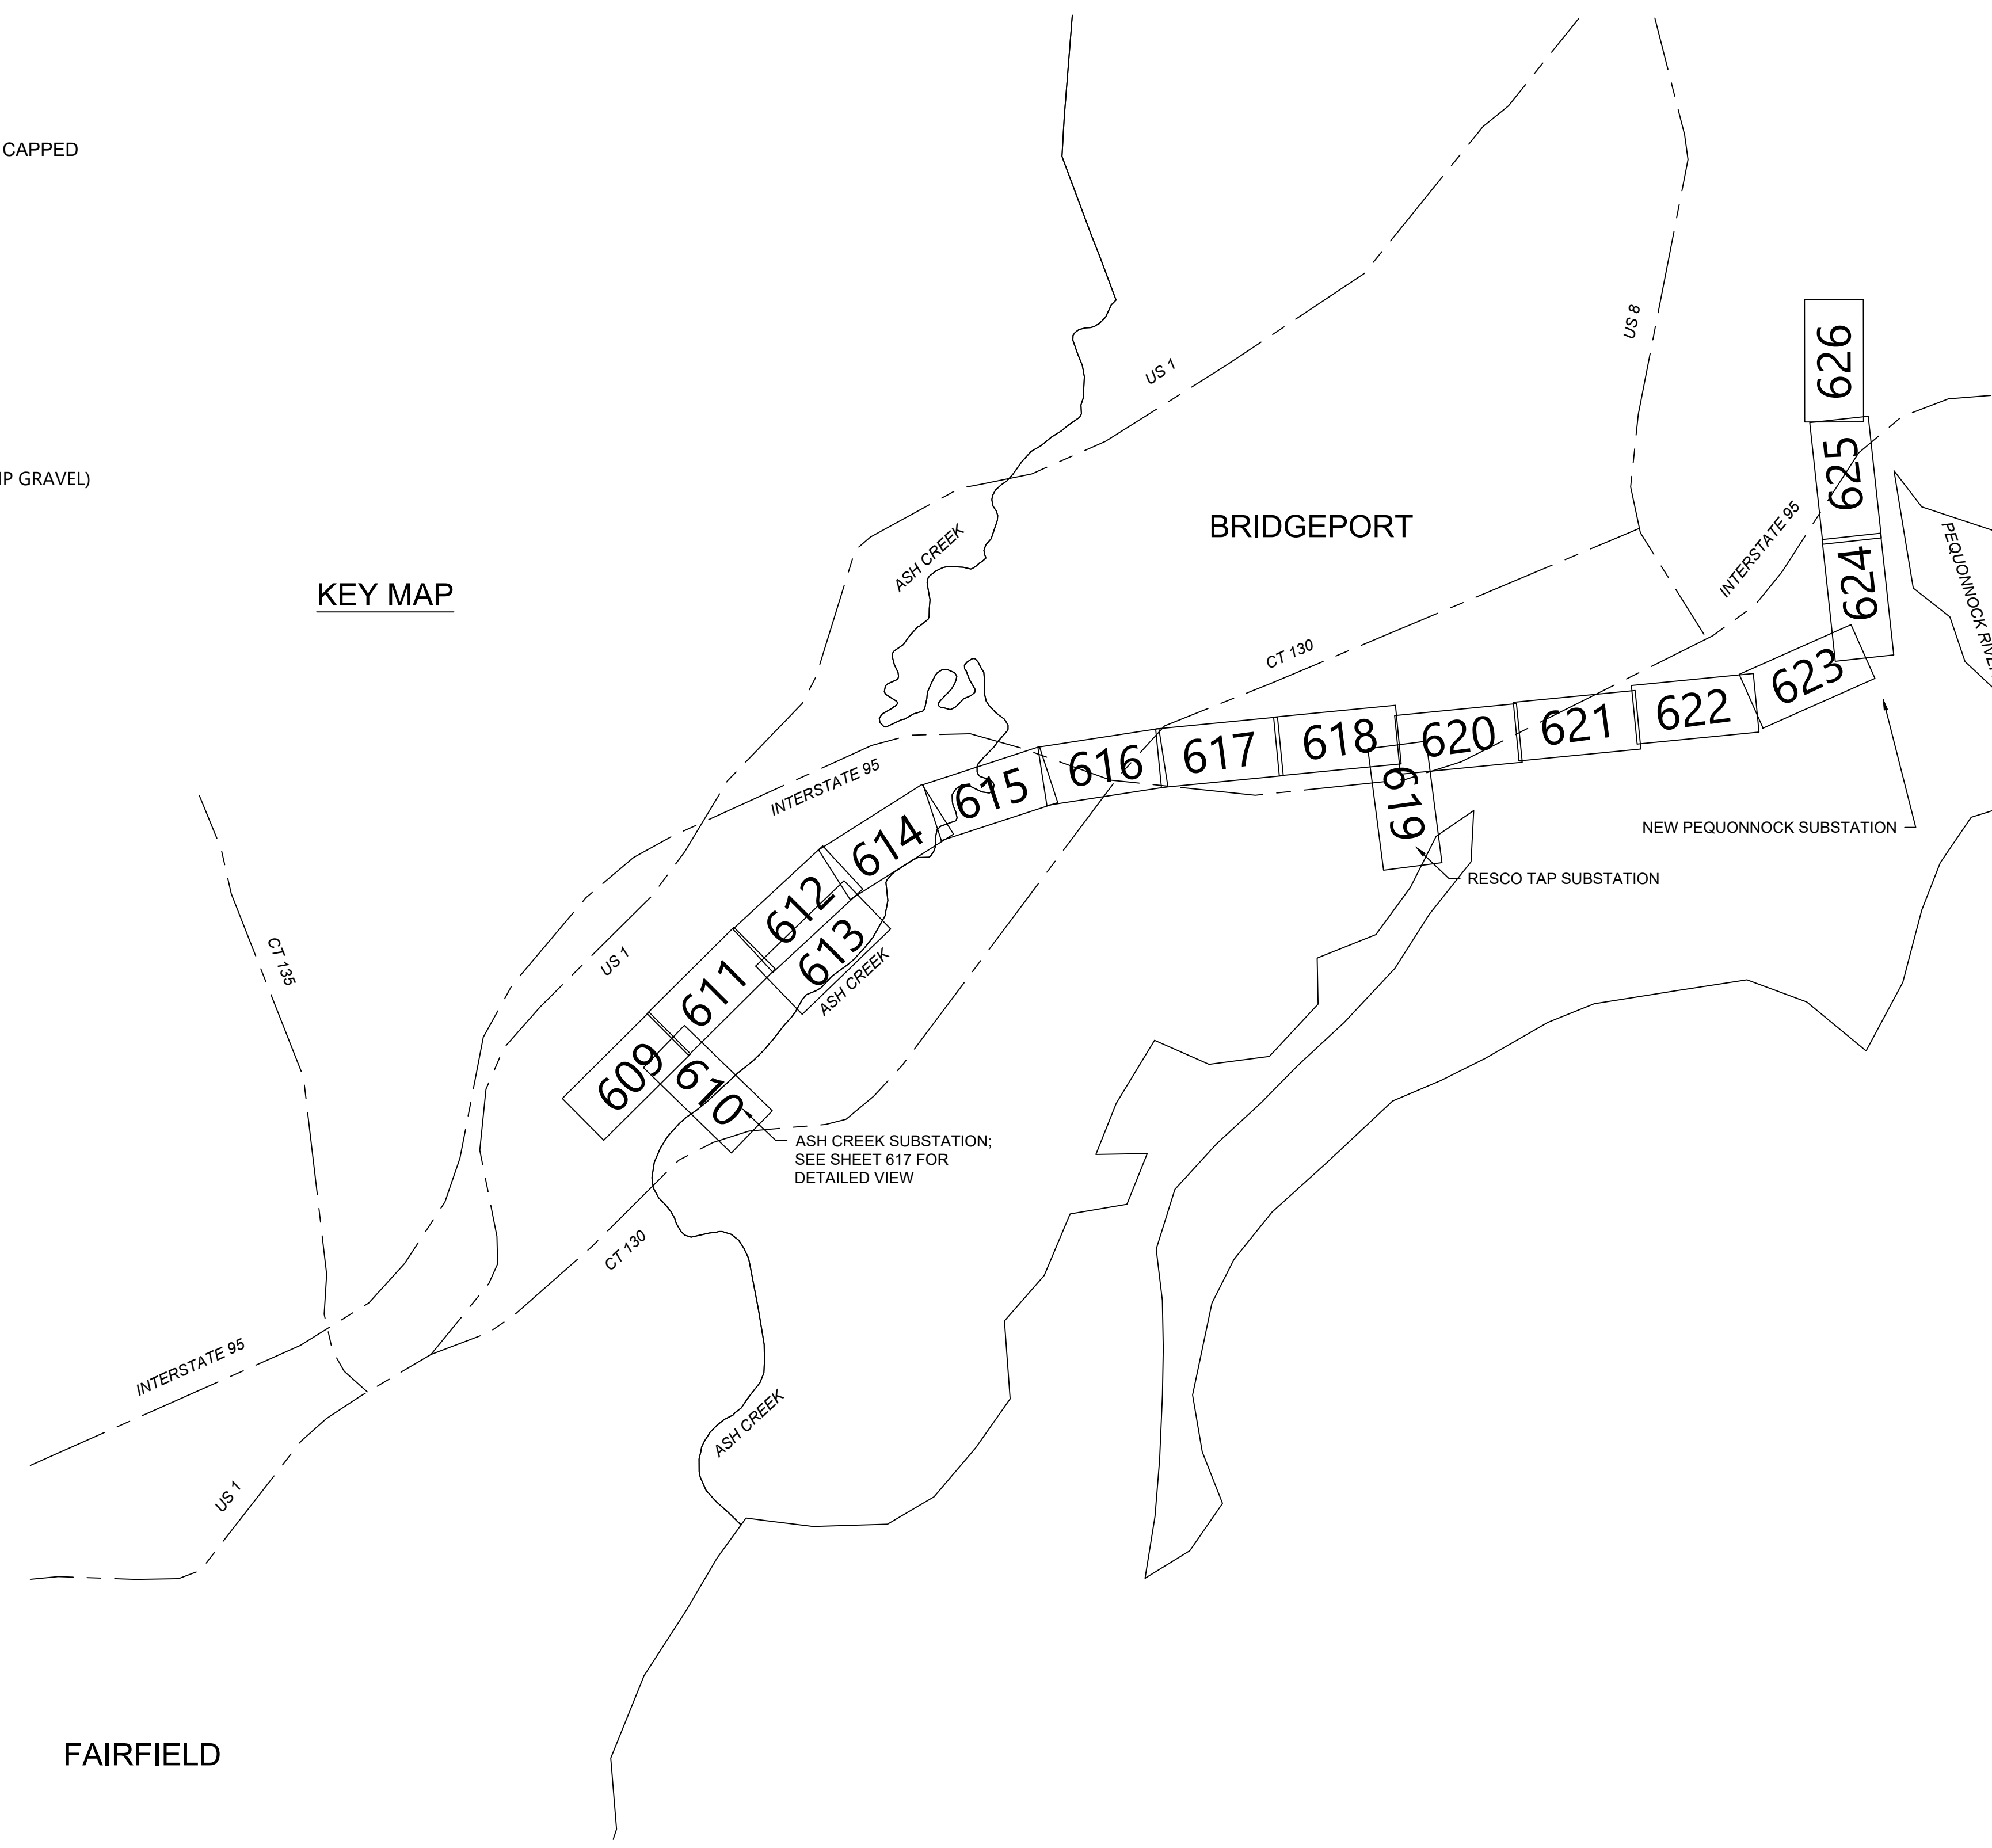 CAPPED
IP GRAVEL)
KEY MAP
BRIDGEPORT
FAIRFIELD
US 1
US 8
ASH CREEK
INTERSTATE 95
CT 130
PEQUONNOCK RIVER
INTERSTATE 95
CT 135
US 1
ASH CREEK
626
625
624
623
622
621
620
619
618
617
616
615
614
613
612
611
610
609
NEW PEQUONNOCK SUBSTATION
RESCO TAP SUBSTATION
ASH CREEK SUBSTATION;
SEE SHEET 617 FOR
DETAILED VIEW
CT 130
INTERSTATE 95
ASH CREEK
US 1